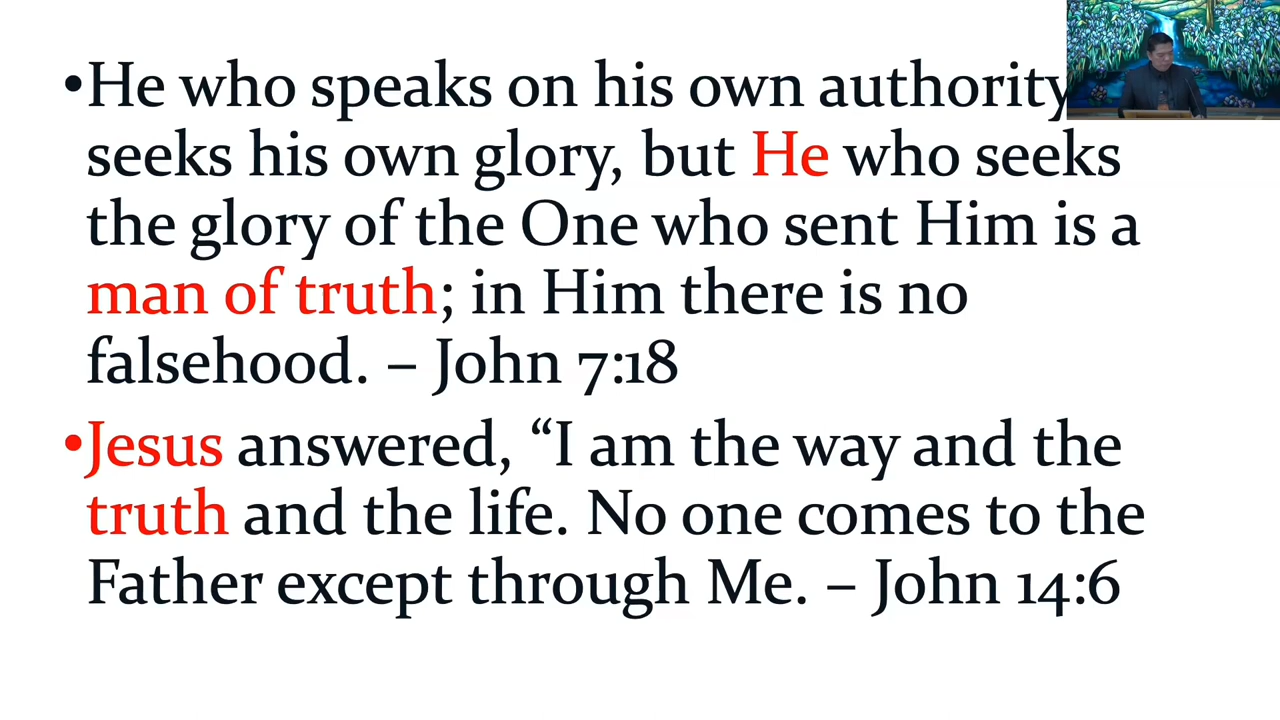 •He who speaks on his own authority
seeks his own glory, but He who seeks
the glory of the One who sent Him is a
man of truth; in Him there is no
falsehood. – John 7:18
•Jesus answered, “I am the way and the
truth and the life. No one comes to the
Father except through Me. – John 14:6